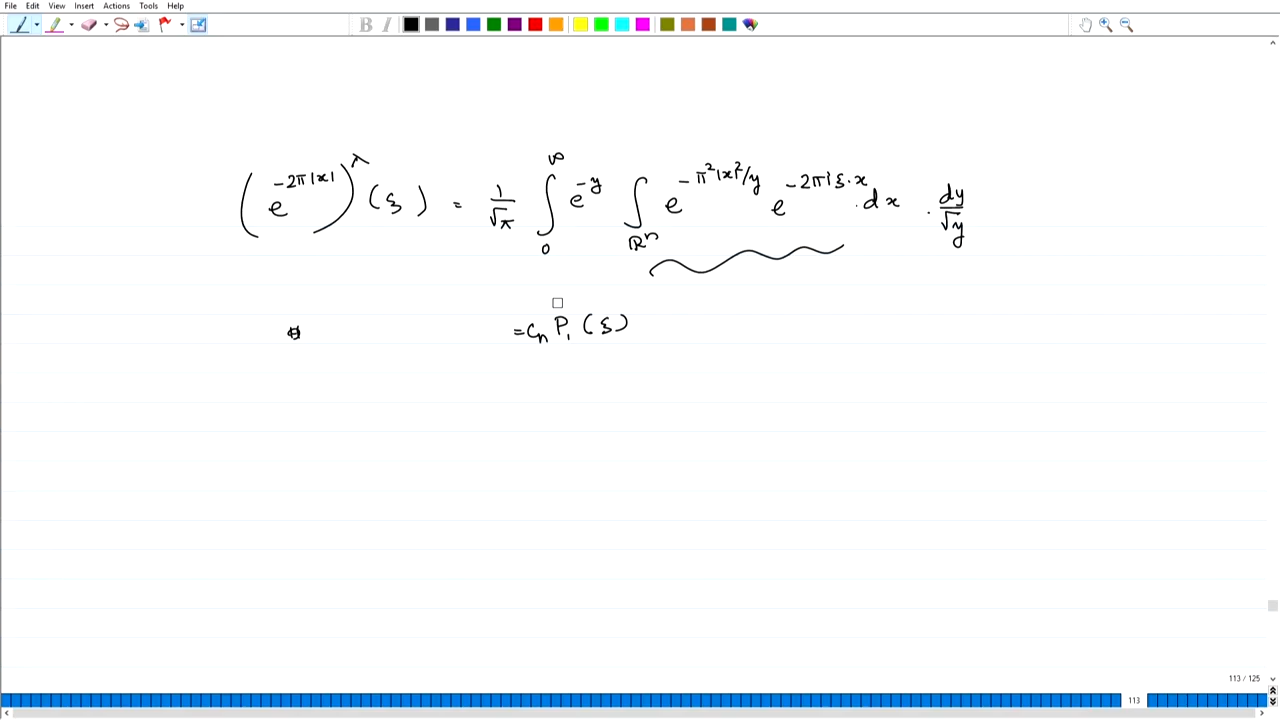 File Edit View Insert Actions Tools Help
B I
(e^{-2π|x|})^∧ (ξ) = 1/√π ∫_0^∞ e^{-y} ∫_{ℝ^n} e^{-π²|x|²/y} e^{-2πiξ·x} · dx · dy/√y
= c_n P_1 (ξ)
113 / 125
113